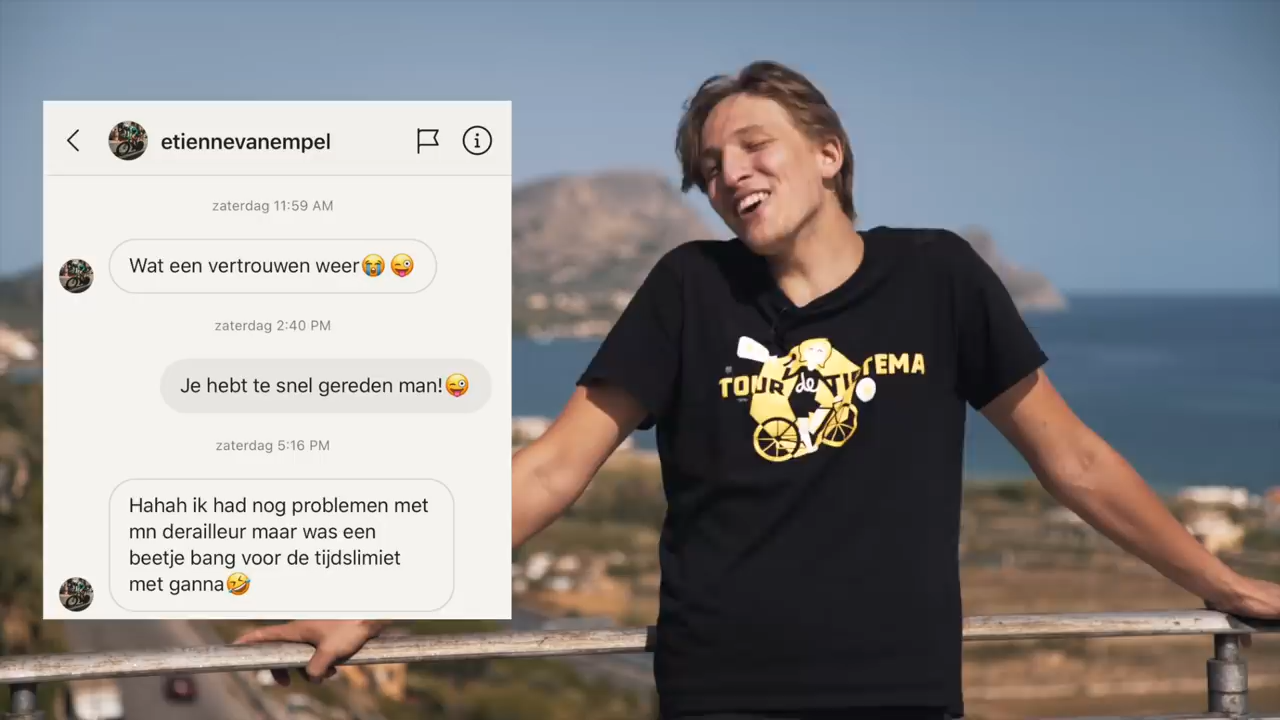 etiennevanempel
zaterdag 11:59 AM
Wat een vertrouwen weer😭 😜
zaterdag 2:40 PM
Je hebt te snel gereden man!😜
zaterdag 5:16 PM
Hahah ik had nog problemen met
mn derailleur maar was een
beetje bang voor de tijdslimiet
met ganna🤣
TOUR de TIETEMA